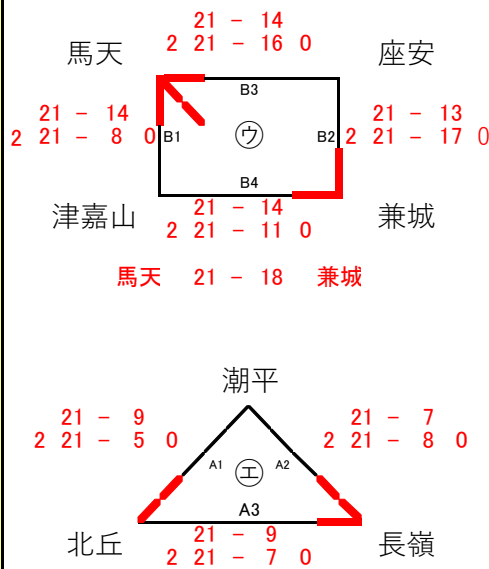 21 − 14
馬天 2 21 − 16 0 座安
B3
21 − 14 21 − 13
2 21 − 8 0 B1 ㋒ B2 2 21 − 17 0
B4
津嘉山 21 − 14 兼城
2 21 − 11 0
馬天 21 − 18 兼城
潮平
21 − 9 21 − 7
2 21 − 5 0 2 21 − 8 0
A1 ㋓ A2
A3
北丘 21 − 9 長嶺
2 21 − 7 0